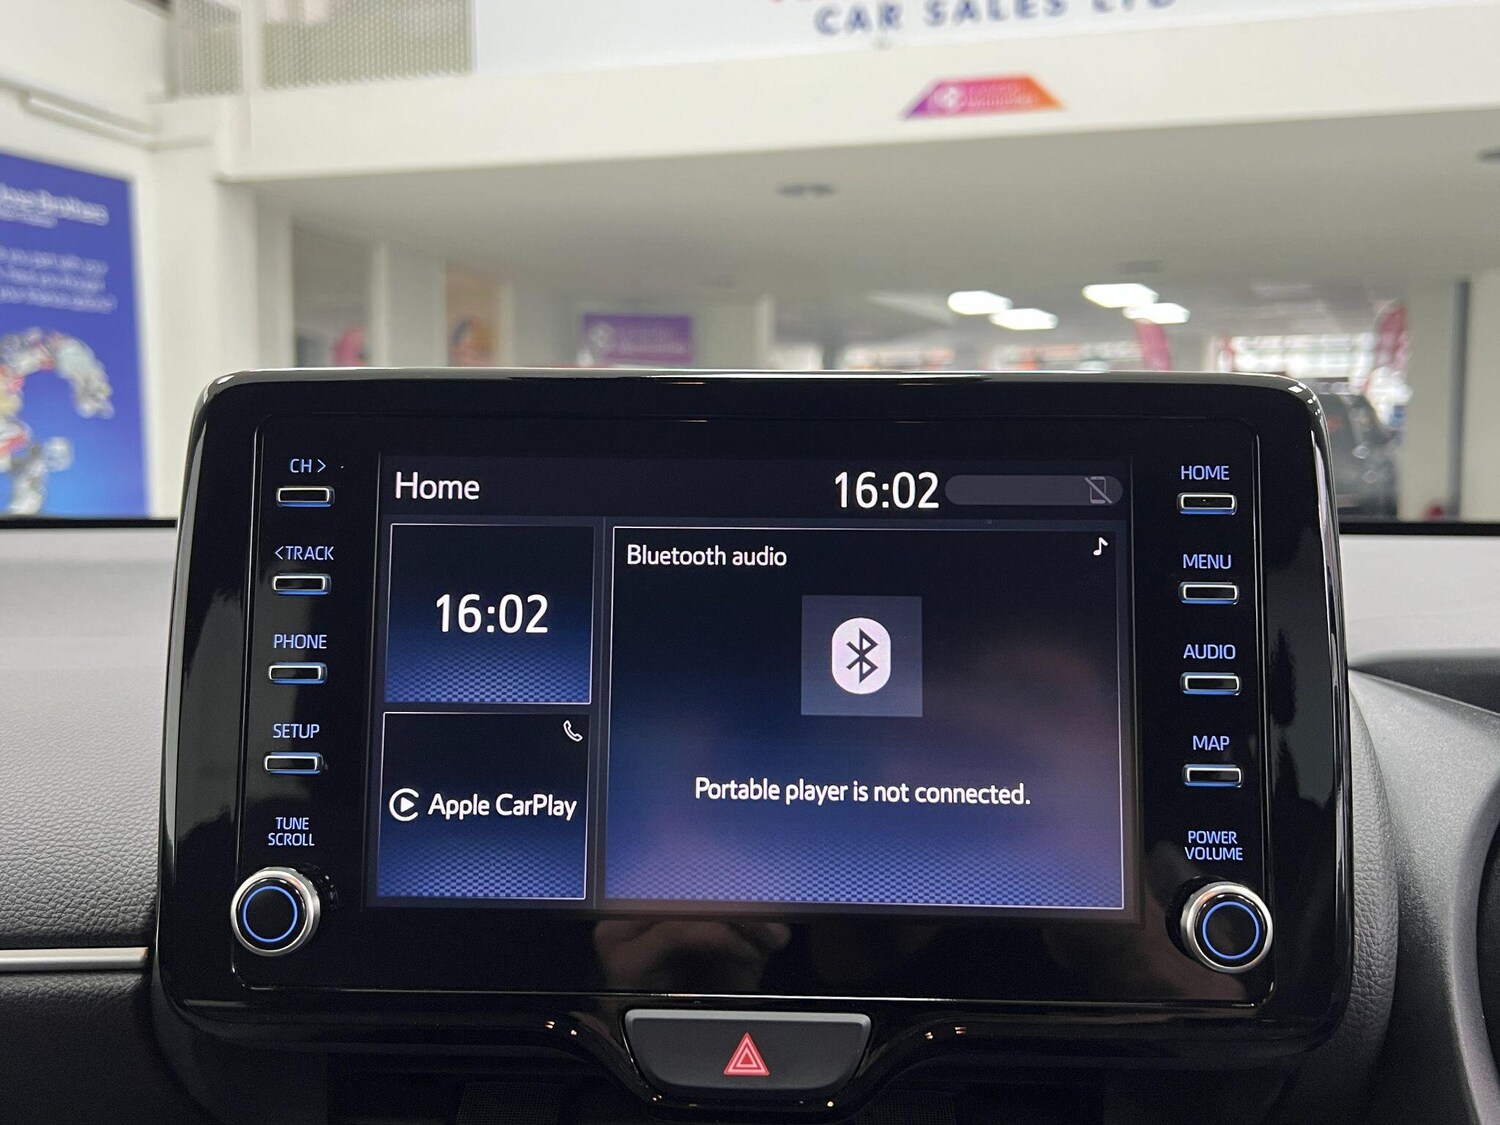 CAR SALES LTD
CH>
<TRACK
PHONE
SETUP
TUNE
SCROLL
Home
16:02
16:02
Apple CarPlay
Bluetooth audio
Portable player is not connected.
HOME
MENU
AUDIO
MAP
POWER
VOLUME